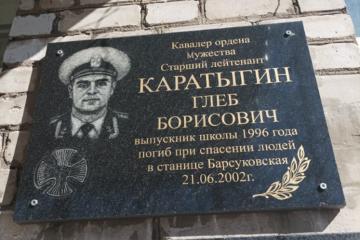 Кавалер ордена
мужества
Старший лейтенант
КАРАТЫГИН
ГЛЕБ
БОРИСОВИЧ
выпускник школы 1996 года
погиб при спасении людей
в станице Барсуковская
21.06.2002г.